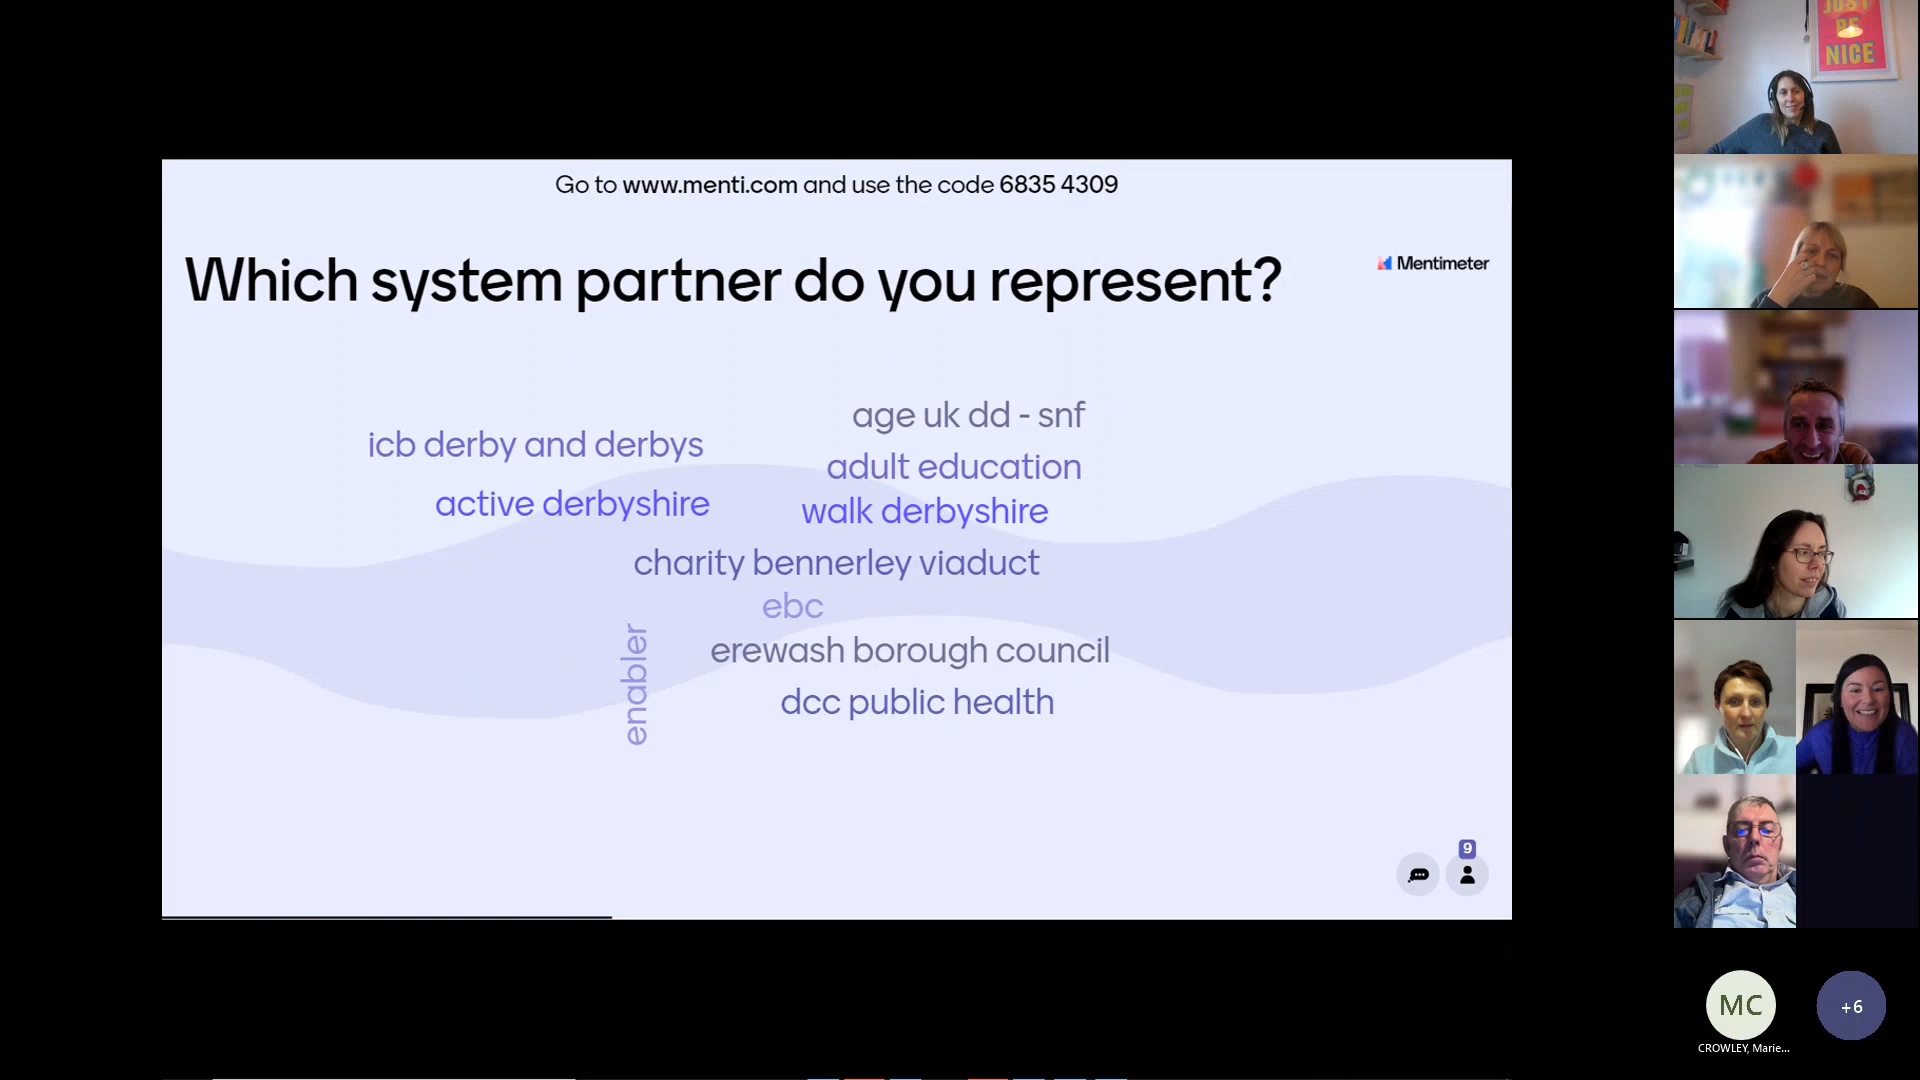 Go to www.menti.com and use the code 6835 4309
Which system partner do you represent?
Mentimeter
age uk dd - snf
icb derby and derbys
adult education
active derbyshire
walk derbyshire
charity bennerley viaduct
ebc
enabler
erewash borough council
dcc public health
9
JUST
BE
NICE
MC
+6
CROWLEY, Marie...